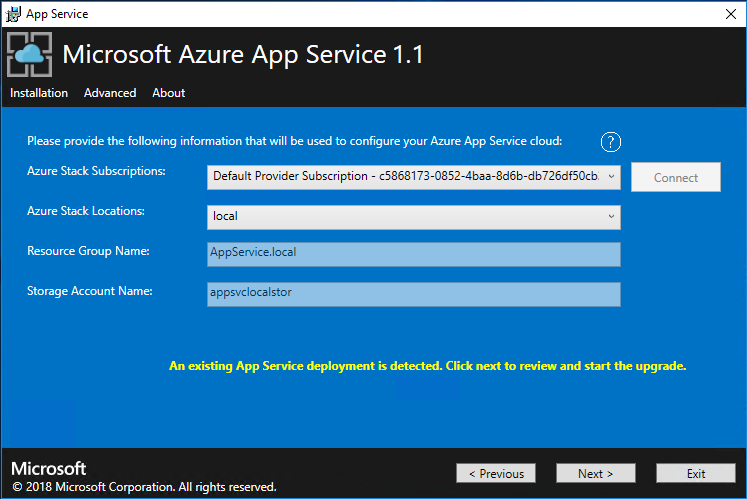 App Service
Microsoft Azure App Service 1.1
Installation Advanced About
Please provide the following information that will be used to configure your Azure App Service cloud: ?
Azure Stack Subscriptions: Default Provider Subscription - c5868173-0852-4baa-8d6b-db726df50cb Connect
Azure Stack Locations: local
Resource Group Name: AppService.local
Storage Account Name: appsvclocalstor
An existing App Service deployment is detected. Click next to review and start the upgrade.
Microsoft
© 2018 Microsoft Corporation. All rights reserved.
< Previous Next > Exit